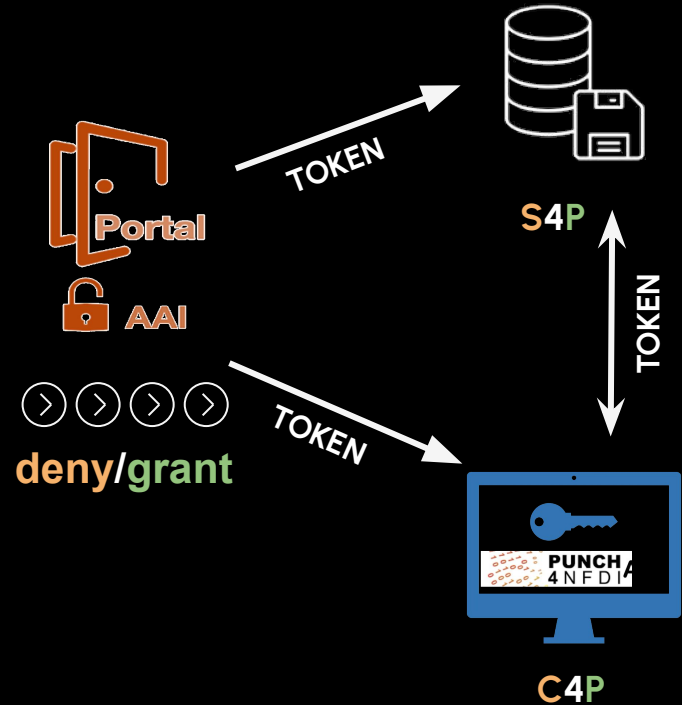 TOKEN
Portal
S4P
AAI
TOKEN
TOKEN
deny/grant
PUNCH
4NFDI
C4P